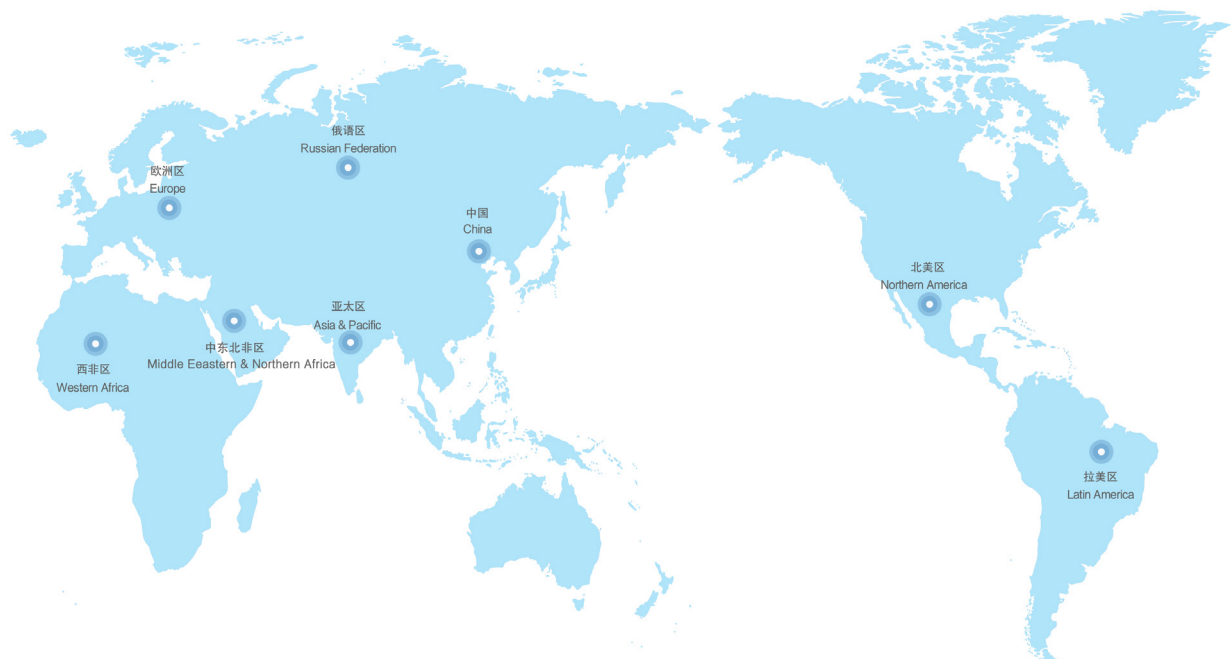 俄语区
Russian Federation
欧洲区
Europe
中国
China
北美区
Northern America
亚太区
Asia & Pacific
中东北非区
Middle Eeastern & Northern Africa
西非区
Western Africa
拉美区
Latin America